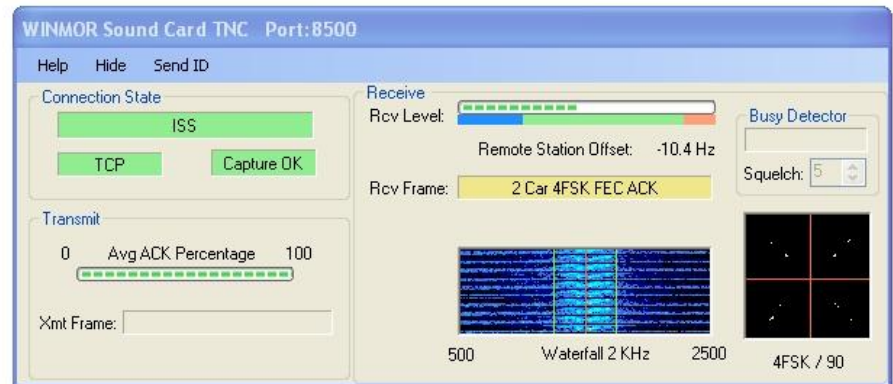 WINMOR Sound Card TNC Port:8500
Help Hide Send ID
Connection State
ISS
TCP Capture OK
Transmit
0 Avg ACK Percentage 100
Xmt Frame:
Receive
Rcv Level:
Remote Station Offset: -10.4 Hz
Rcv Frame: 2 Car 4FSK FEC ACK
500 Waterfall 2 KHz 2500
Busy Detector
Squelch: 5
4FSK / 90